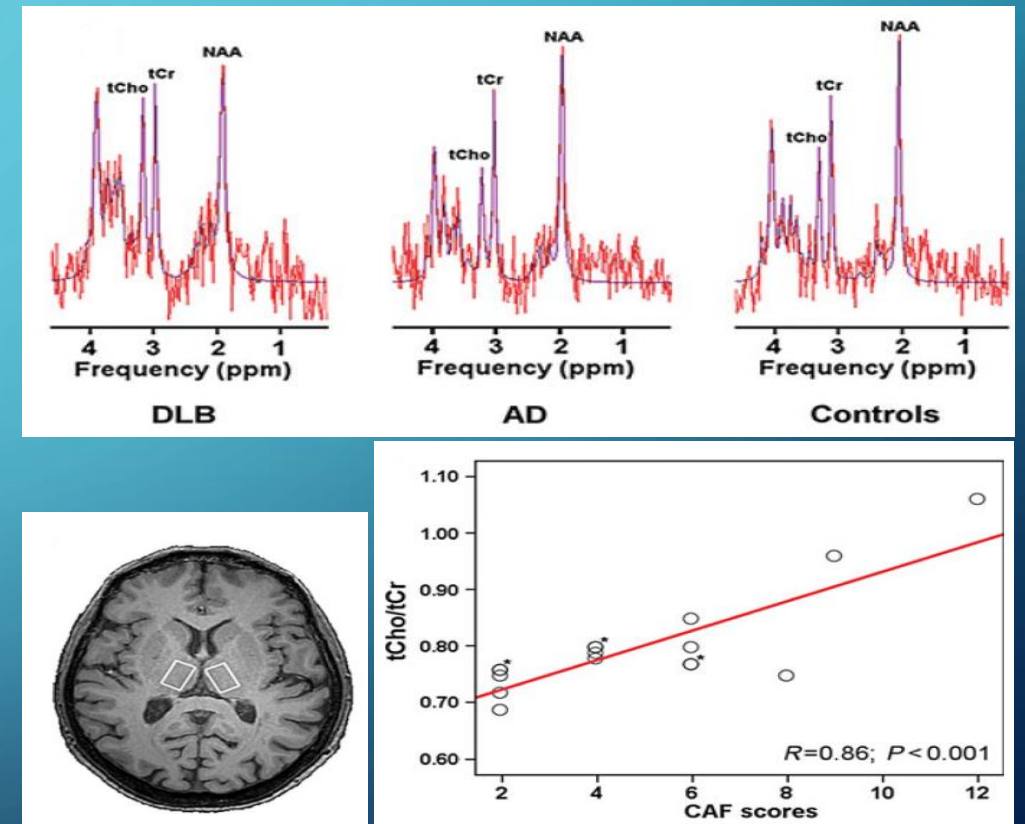 NAA
tCr
tCho
4 3 2 1
Frequency (ppm)
DLB
NAA
tCr
tCho
4 3 2 1
Frequency (ppm)
AD
NAA
tCr
tCho
4 3 2 1
Frequency (ppm)
Controls
tCho/tCr
1.10
1.00
0.90
0.80
0.70
0.60
*
*
*
R=0.86; P<0.001
2 4 6 8 10 12
CAF scores